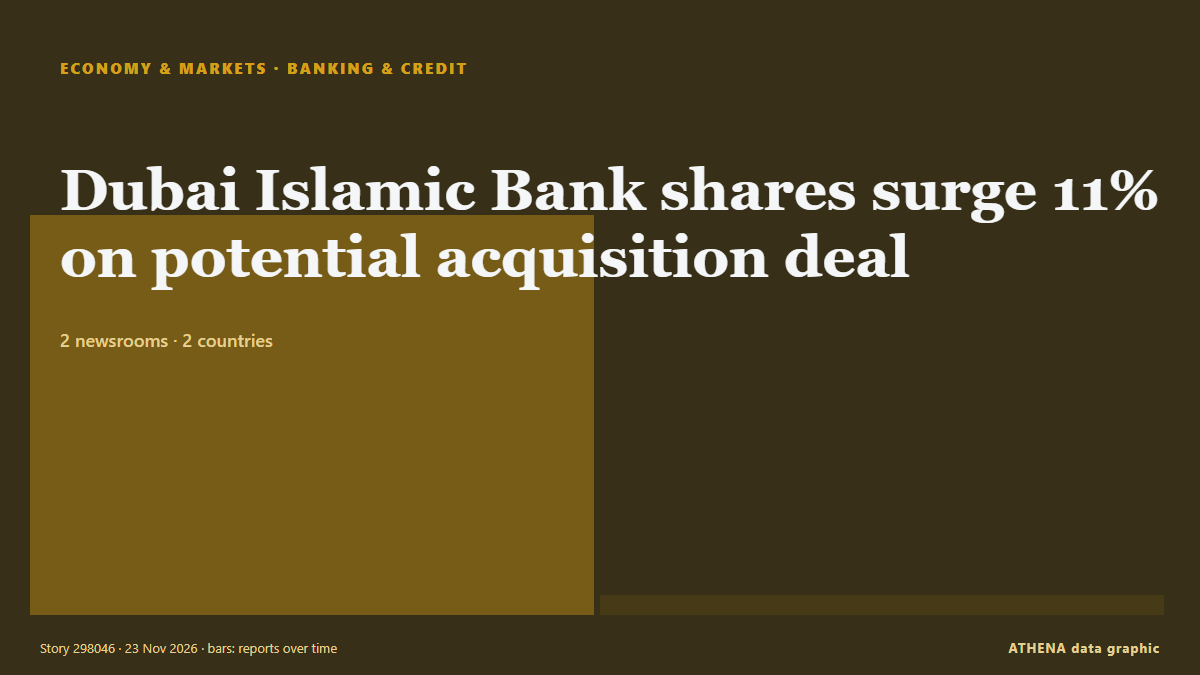 ECONOMY & MARKETS · BANKING & CREDIT
Dubai Islamic Bank shares surge 11%
on potential acquisition deal
2 newsrooms · 2 countries
Story 298046 · 23 Nov 2026 · bars: reports over time
ATHENA data graphic